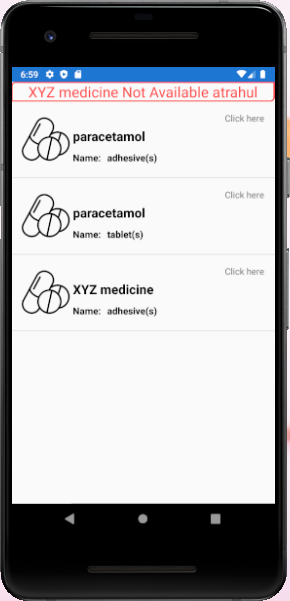 6:59
XYZ medicine Not Available atrahul
Click here
paracetamol
Name: adhesive(s)
Click here
paracetamol
Name: tablet(s)
Click here
XYZ medicine
Name: adhesive(s)